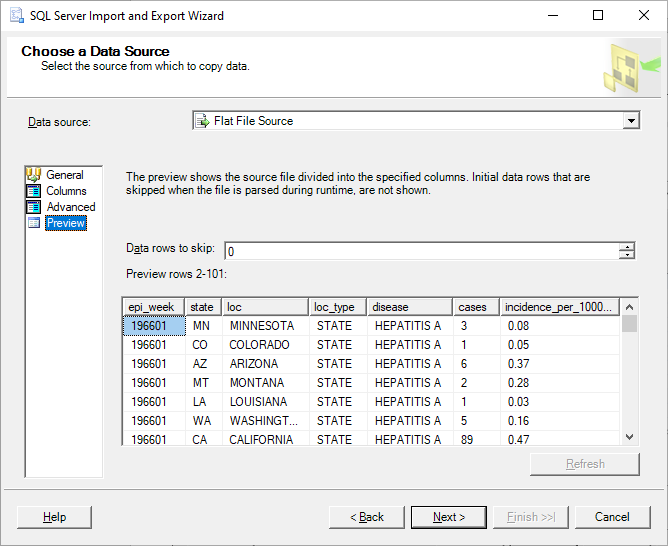 SQL Server Import and Export Wizard
Choose a Data Source
Select the source from which to copy data.
Data source: Flat File Source
General
Columns
Advanced
Preview
The preview shows the source file divided into the specified columns. Initial data rows that are
skipped when the file is parsed during runtime, are not shown.
Data rows to skip: 0
Preview rows 2-101:
epi_week state loc loc_type disease cases incidence_per_1000...
196601 MN MINNESOTA STATE HEPATITIS A 3 0.08
196601 CO COLORADO STATE HEPATITIS A 1 0.05
196601 AZ ARIZONA STATE HEPATITIS A 6 0.37
196601 MT MONTANA STATE HEPATITIS A 2 0.28
196601 LA LOUISIANA STATE HEPATITIS A 1 0.03
196601 WA WASHINGT... STATE HEPATITIS A 5 0.16
196601 CA CALIFORNIA STATE HEPATITIS A 89 0.47
Refresh
Help < Back Next > Finish >>| Cancel